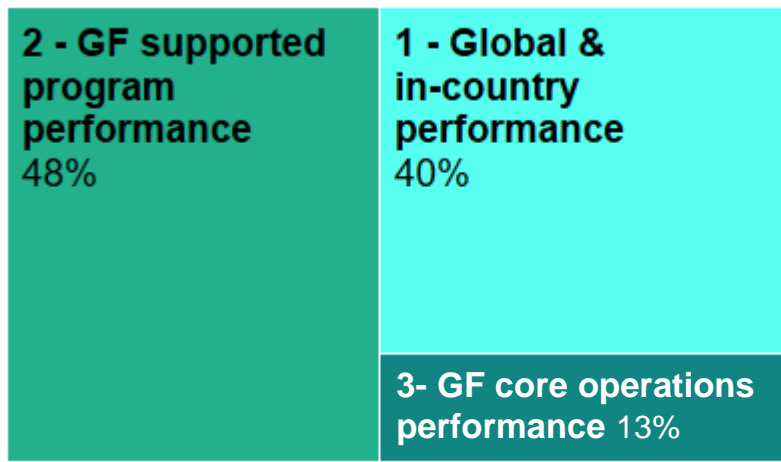 2 - GF supported
program
performance
48%
1 - Global &
in-country
performance
40%
3- GF core operations
performance 13%